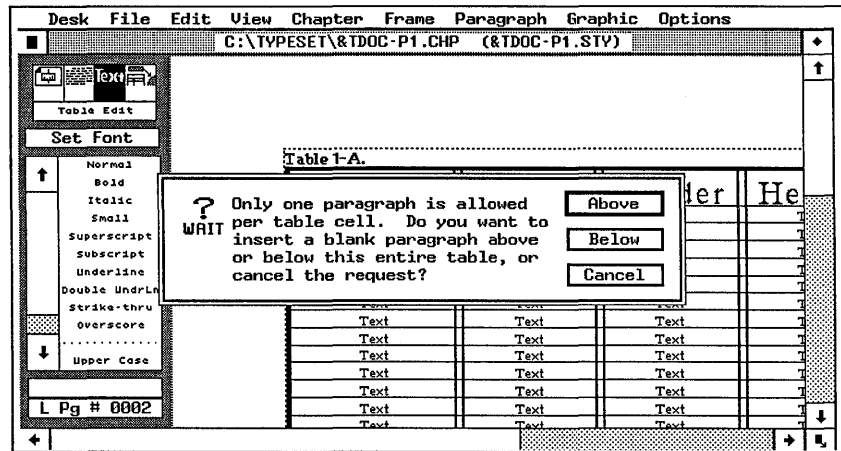 Desk File Edit View Chapter Frame Paragraph Graphic Options
C:\TYPESET\&TDOC-P1.CHP (&TDOC-P1.STY)
Text
Table Edit
Set Font
Normal
Bold
Italic
Small
Superscript
Subscript
Underline
Double UndrLn
Strike-thru
Overscore
Upper Case
L Pg # 0002
Table 1-A.
der He
?
WAIT
Only one paragraph is allowed
per table cell. Do you want to
insert a blank paragraph above
or below this entire table, or
cancel the request?
Above
Below
Cancel
Text Text Text
Text Text Text
Text Text Text
Text Text Text
Text Text Text
Text Text Text
Text Text Text